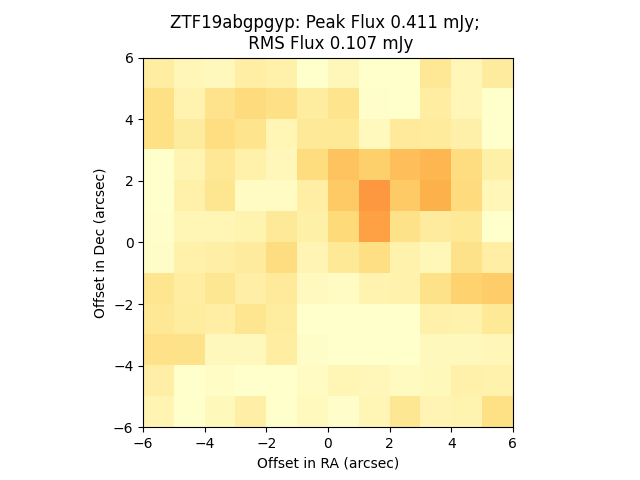 ZTF19abgpgyp: Peak Flux 0.411 mJy;
RMS Flux 0.107 mJy
6
4
2
0
−2
−4
−6
Offset in Dec (arcsec)
−6 −4 −2 0 2 4 6
Offset in RA (arcsec)